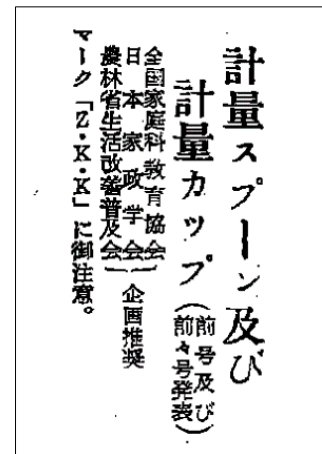 計量スプーン及び
計量カップ(前号及び
前々号発表)
全国家庭科教育協会
日本家政学会
農林省生活改善普及会
企画推奨
マーク「Z・K・K」に御注意。